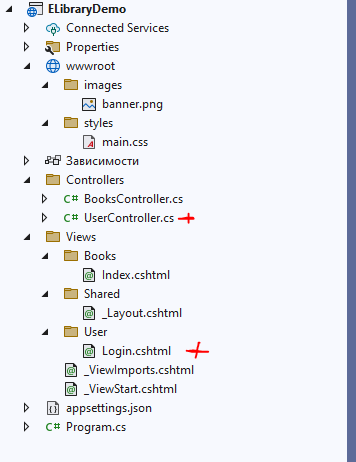 ELibraryDemo
Connected Services
Properties
wwwroot
images
banner.png
styles
main.css
Зависимости
Controllers
C# BooksController.cs
C# UserController.cs
Views
Books
Index.cshtml
Shared
_Layout.cshtml
User
Login.cshtml
_ViewImports.cshtml
_ViewStart.cshtml
appsettings.json
C# Program.cs